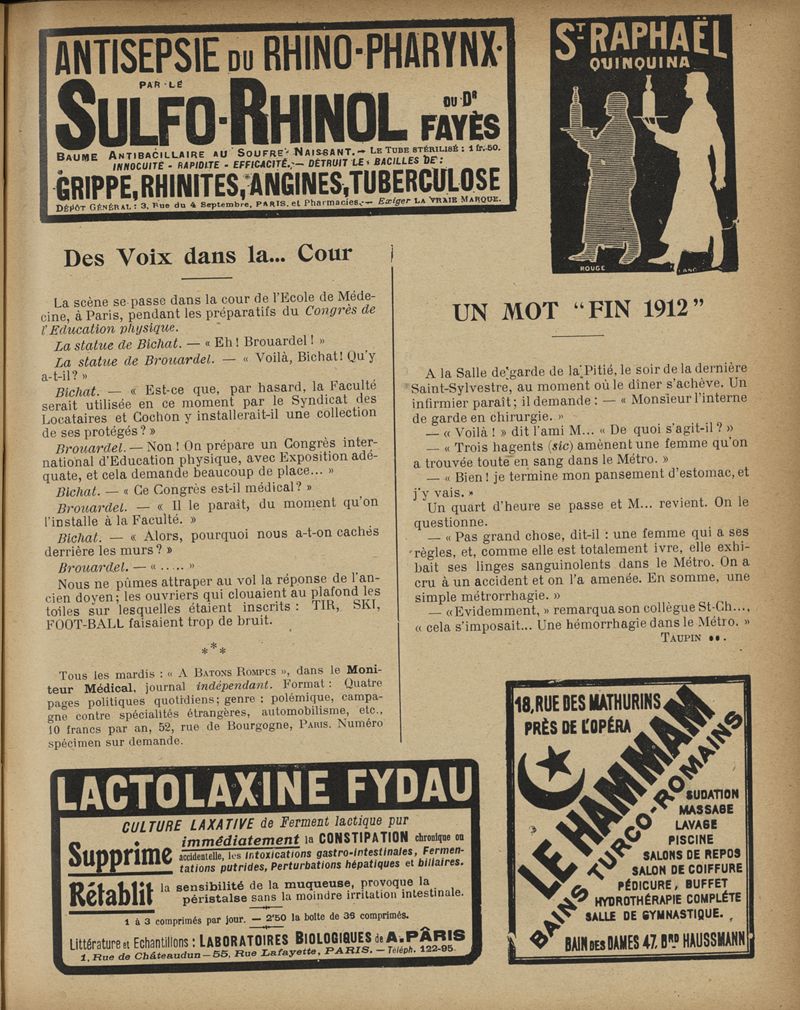 ANTISEPSIE DU RHINO-PHARYNX
PAR LE
SULFO-RHINOL DU Dr FAYÈS
BAUME ANTIBACILLAIRE AU SOUFRE NAISSANT. — LE TUBE STÉRILISÉ : 1 fr. 50.
INNOCUITÉ - RAPIDITE - EFFICACITÉ. — DÉTRUIT LES BACILLES DE :
GRIPPE, RHINITES, ANGINES, TUBERCULOSE
DÉPÔT GÉNÉRAL : 3, Rue du 4 Septembre, PARIS, et Pharmacies. — Exiger LA VRAIE MARQUE.
ST RAPHAËL
QUINQUINA
ROUGE
BLANC
Des Voix dans la... Cour
La scène se passe dans la cour de l'Ecole de Méde-
cine, à Paris, pendant les préparatifs du Congrès de
l'Education physique.
La statue de Bichat. — « Eh ! Brouardel ! »
La statue de Brouardel. — « Voilà, Bichat! Qu'y
a-t-il? »
Bichat. — « Est-ce que, par hasard, la Faculté
serait utilisée en ce moment par le Syndicat des
Locataires et Cochon y installerait-il une collection
de ses protégés ? »
Brouardel. — Non ! On prépare un Congrès inter-
national d'Education physique, avec Exposition adé-
quate, et cela demande beaucoup de place... »
Bichat. — « Ce Congrès est-il médical ? »
Brouardel. — « Il le paraît, du moment qu'on
l'installe à la Faculté. »
Bichat. — « Alors, pourquoi nous a-t-on cachés
derrière les murs ? »
Brouardel. — « ..... »
Nous ne pûmes attraper au vol la réponse de l'an-
cien doyen; les ouvriers qui clouaient au plafond les
toiles sur lesquelles étaient inscrits : TIR, SKI,
FOOT-BALL faisaient trop de bruit.
***
Tous les mardis : « A BATONS ROMPUS », dans le Moni-
teur Médical, journal indépendant. Format : Quatre
pages politiques quotidiens; genre : polémique, campa-
gne contre spécialités étrangères, automobilisme, etc.,
10 francs par an, 52, rue de Bourgogne, PARIS. Numéro
spécimen sur demande.
UN MOT “FIN 1912”
A la Salle de garde de la Pitié, le soir de la dernière
Saint-Sylvestre, au moment où le dîner s'achève. Un
infirmier paraît; il demande : — « Monsieur l'interne
de garde en chirurgie. »
— « Voilà ! » dit l'ami M... « De quoi s'agit-il ? »
— « Trois hagents (sic) amènent une femme qu'on
a trouvée toute en sang dans le Métro. »
— « Bien ! je termine mon pansement d'estomac, et
j'y vais. »
Un quart d'heure se passe et M... revient. On le
questionne.
— « Pas grand chose, dit-il : une femme qui a ses
règles, et, comme elle est totalement ivre, elle exhi-
bait ses linges sanguinolents dans le Métro. On a
cru à un accident et on l'a amenée. En somme, une
simple métrorrhagie. »
— «Evidemment, » remarqua son collègue St-Ch...,
« cela s'imposait... Une hémorrhagie dans le Métro. »
TAUPIN ••.
LACTOLAXINE FYDAU
CULTURE LAXATIVE de Ferment lactique pur
Supprime immédiatement la CONSTIPATION chronique ou
accidentelle, les Intoxications gastro-intestinales, Fermen-
tations putrides, Perturbations hépatiques et biliaires.
Rétablit la sensibilité de la muqueuse, provoque la
péristalse sans la moindre irritation intestinale.
1 à 3 comprimés par jour. — 2'50 la boîte de 36 comprimés.
Littérature et Echantillons : LABORATOIRES BIOLOGIQUES de A. PÂRIS
1, Rue de Châteaudun — 55, Rue Lafayette, PARIS. — Téléph. 122-95.
18, RUE DES MATHURINS
PRÈS DE L'OPÉRA
LE HAMMAM
BAINS TURCO-ROMAINS
SUDATION
MASSAGE
LAVAGE
PISCINE
SALONS DE REPOS
SALON DE COIFFURE
PÉDICURE, BUFFET
HYDROTHÉRAPIE COMPLÉTE
SALLE DE GYMNASTIQUE.
BAIN DES DAMES 47, BRD HAUSSMANN